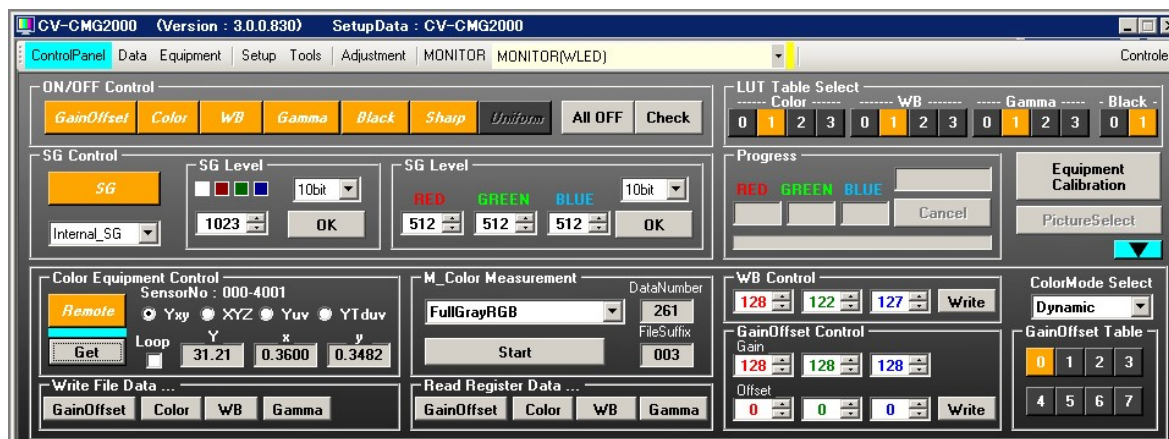 CV-CMG2000 (Version : 3.0.0.830) SetupData : CV-CMG2000
ControlPanel Data Equipment Setup Tools Adjustment MONITOR MONITOR(WLED) Controle
ON/OFF Control
GainOffset Color WB Gamma Black Sharp Uniform All OFF Check
LUT Table Select
------ Color ------ ------- WB ------- ----- Gamma ----- - Black -
0 1 2 3 0 1 2 3 0 1 2 3 0 1
SG Control
SG
Internal_SG
SG Level
10bit
1023 OK
SG Level
RED GREEN BLUE 10bit
512 512 512 OK
Progress
RED GREEN BLUE
Cancel
Equipment
Calibration
PictureSelect
Color Equipment Control
SensorNo : 000-4001
Remote Yxy XYZ Yuv YTduv
Loop Y x y
Get 31.21 0.3600 0.3482
M_Color Measurement
DataNumber
FullGrayRGB 261
FileSuffix
Start 003
WB Control
128 122 127 Write
GainOffset Control
Gain
128 128 128
Offset
0 0 0 Write
ColorMode Select
Dynamic
GainOffset Table
0 1 2 3
4 5 6 7
Write File Data ...
GainOffset Color WB Gamma
Read Register Data ...
GainOffset Color WB Gamma